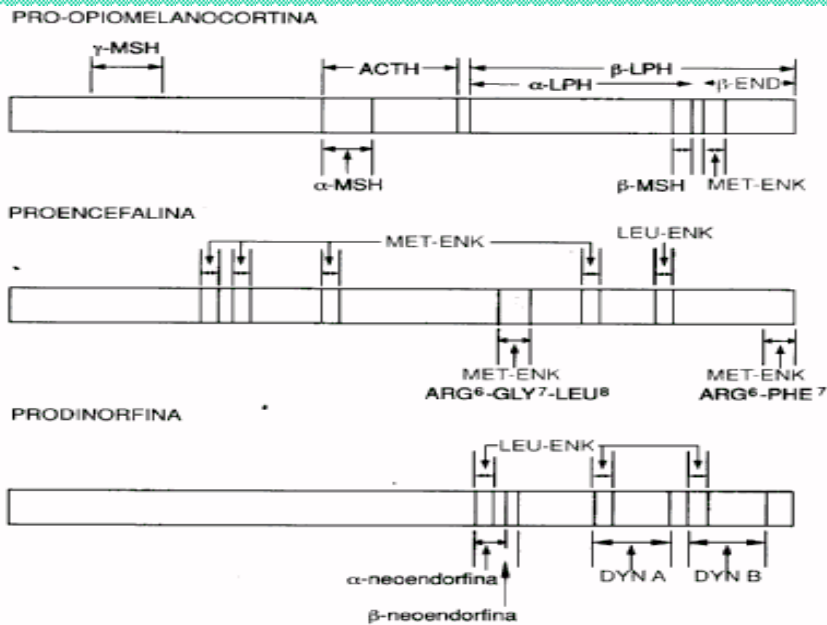 PRO-OPIOMELANOCORTINA
γ-MSH
ACTH
β-LPH
α-LPH
β-END
α-MSH
β-MSH MET-ENK
PROENCEFALINA
MET-ENK
LEU-ENK
MET-ENK MET-ENK
ARG⁶-GLY⁷-LEU⁸ ARG⁶-PHE⁷
PRODINORFINA
LEU-ENK
α-neoendorfina DYN A DYN B
β-neoendorfina